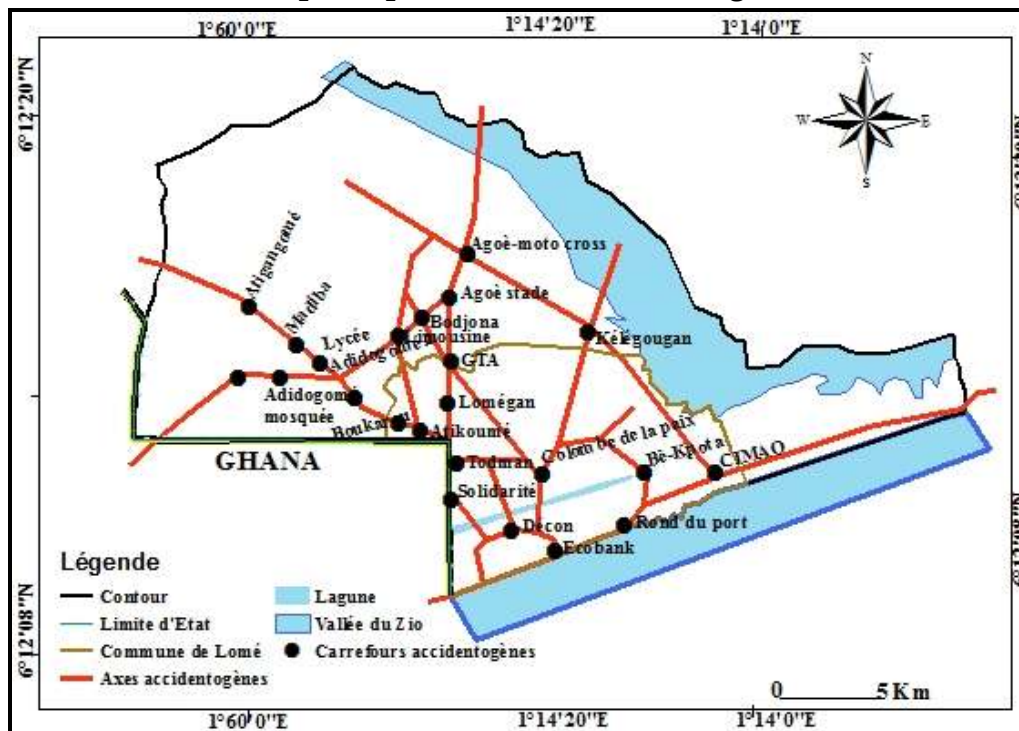 1°60'0"E
1°14'20"E
1°14'0"E
6°12'20"N
N
W
E
S
Atigangomé
Agoè-moto cross
Madiba
Agoè stade
Lycée
Bodjona
Limousine
Kélégougan
GTA
Adidogomé
mosquée
Lomégan
Boukarou
Atikoumé
Colombe de la paix
Bè-Kpota
GHANA
Todman
CIMAO
Solidarité
Décon
Rond du port
Ecobank
6°12'08"N
Légende
Contour
Lagune
Limite d'Etat
Vallée du Zio
Commune de Lomé
Carrefours accidentogènes
Axes accidentogènes
0
5 Km
1°60'0"E
1°14'20"E
1°14'0"E